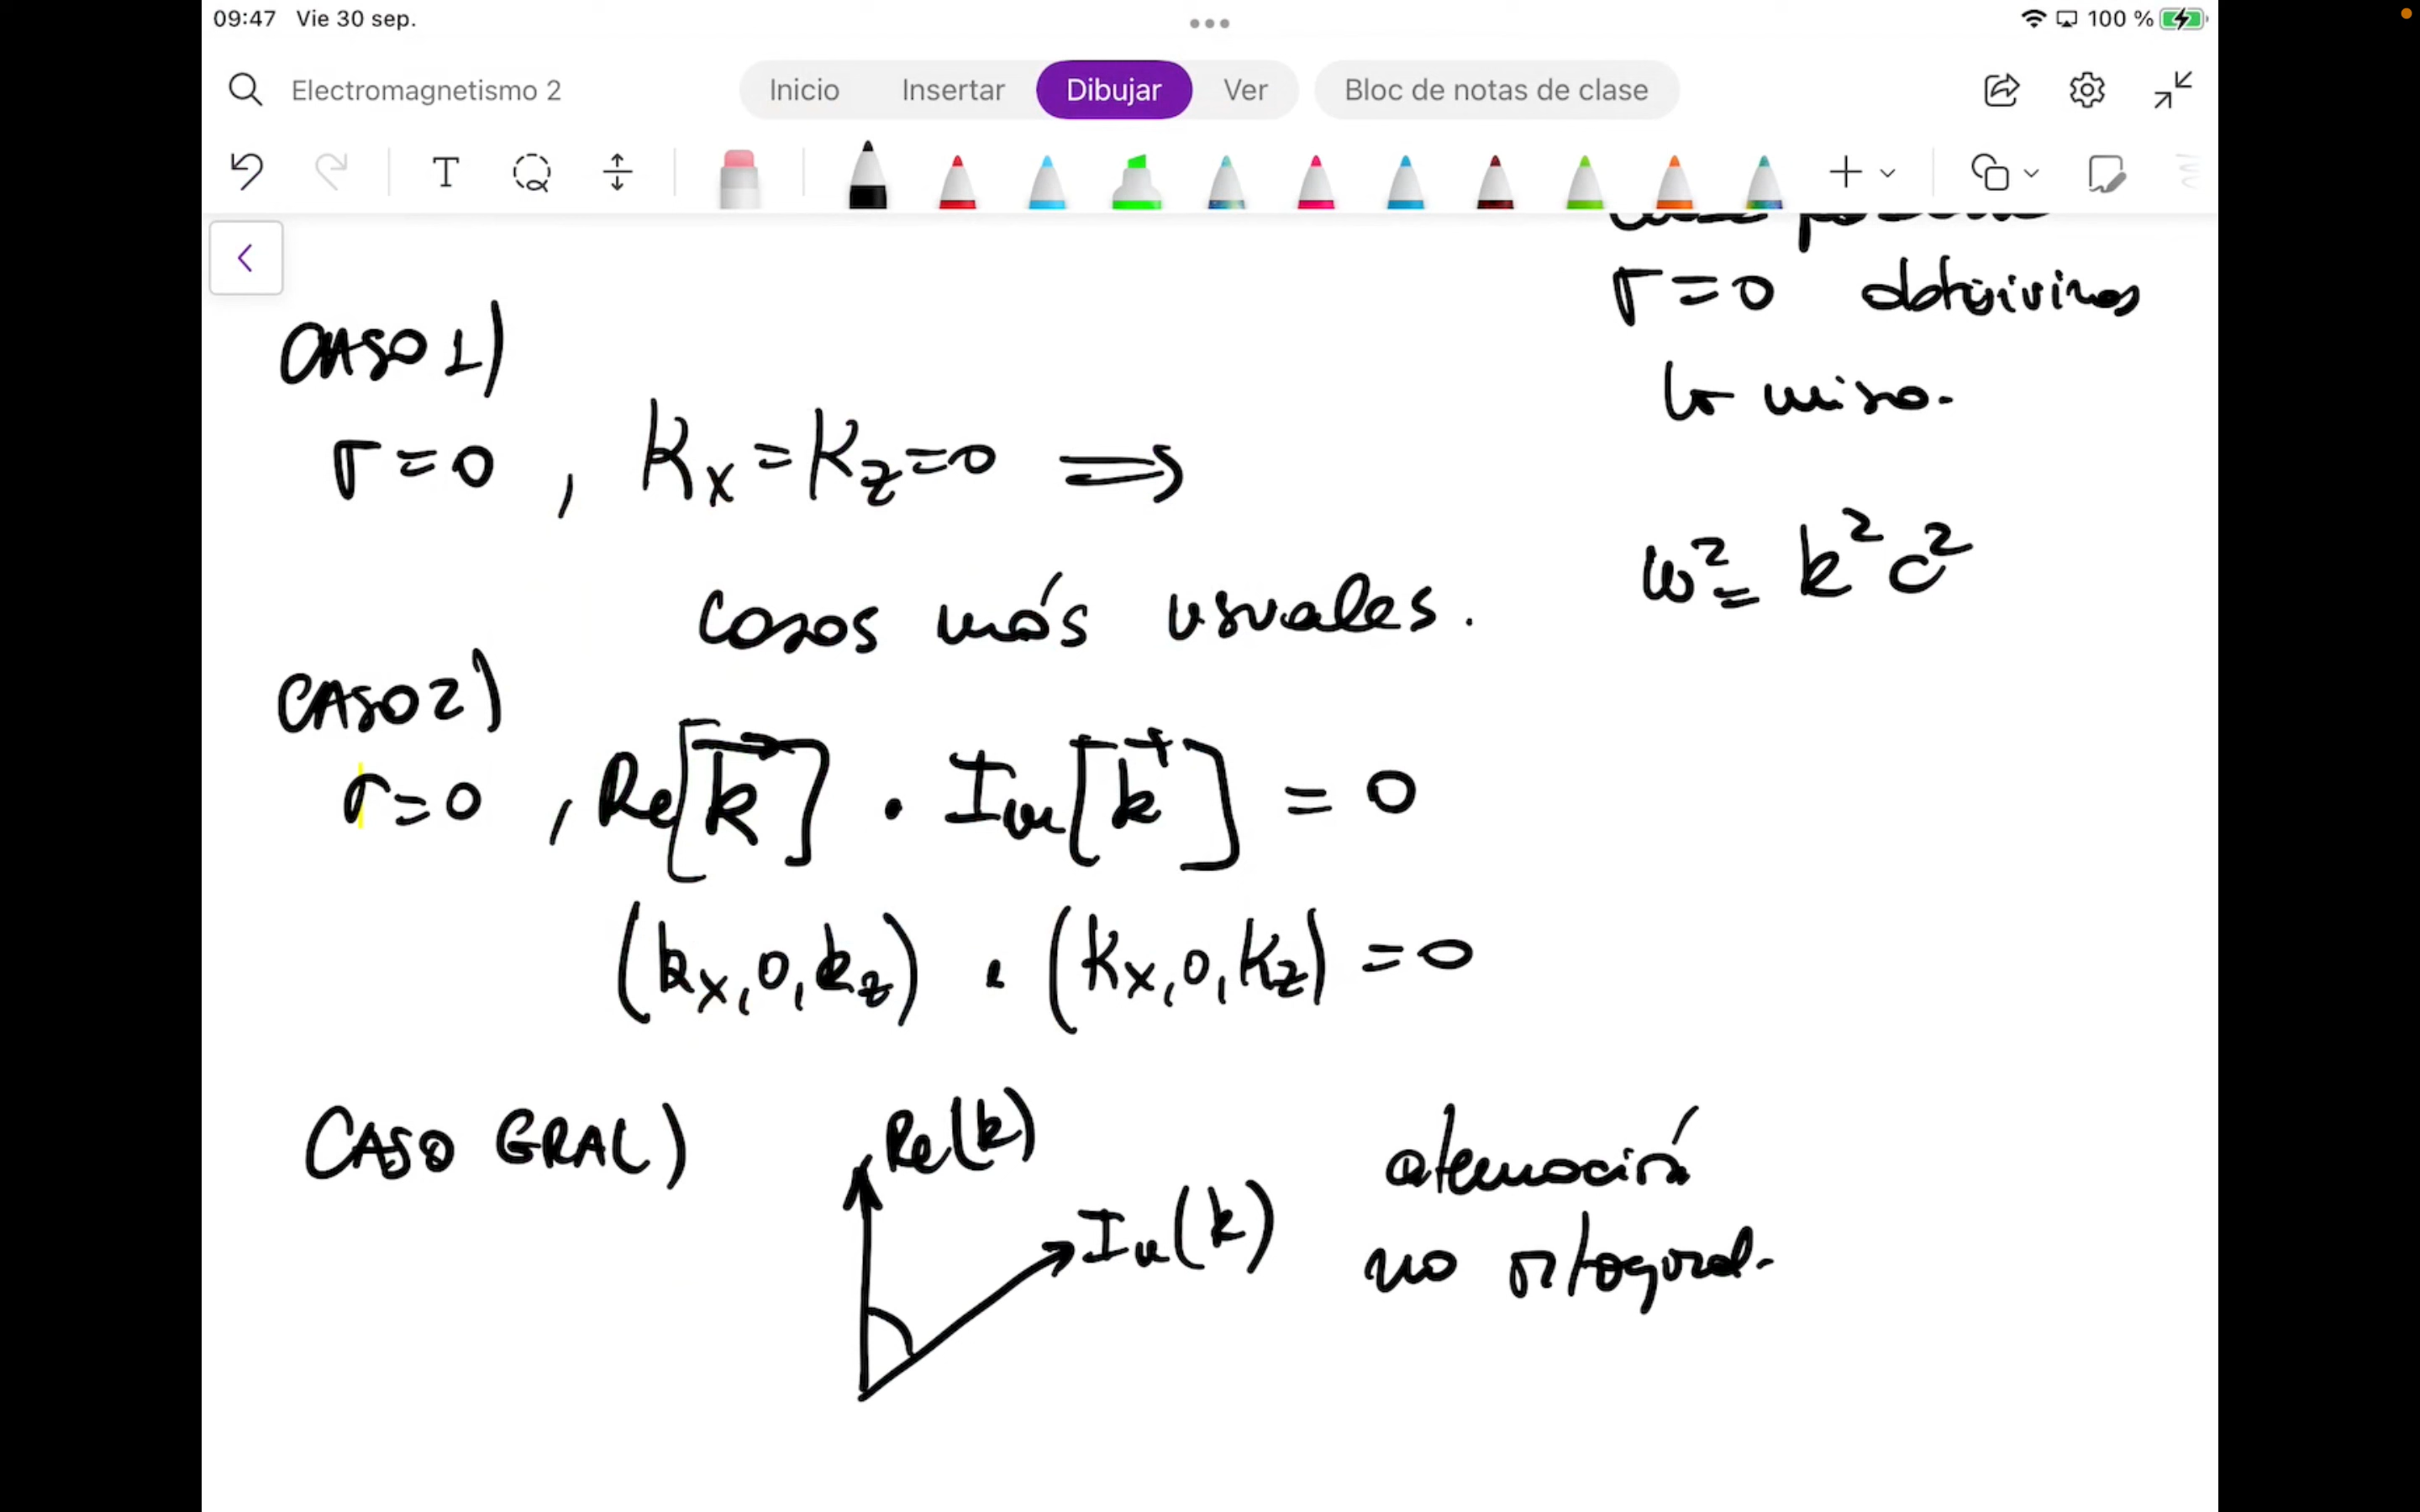 09:47 Vie 30 sep.
100 %
Electromagnetismo 2
Inicio Insertar Dibujar Ver Bloc de notas de clase
T
σ=0 obtuvimos
lo mismo.
ω² = k²c²
CASO 1)
σ=0 , Kx=Kz=0 ⟹
casos más usuales.
CASO 2)
σ=0 , Re[k⃗] · Im[k⃗] = 0
(kx,0,kz) · (Kx,0,Kz) =0
CASO GRAL)
Re(k)
Im(k)
atenuación
no ortogonal.